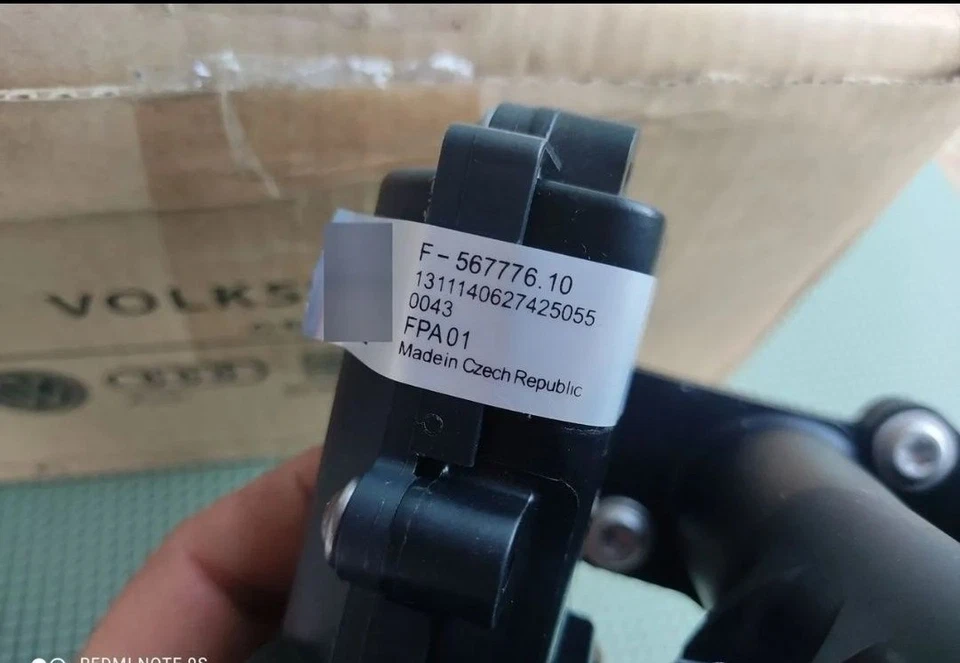 VOLKS
F-567776.10
1311140627425055
0043
FPA01
Made in Czech Republic
REDMI NOTE 9S